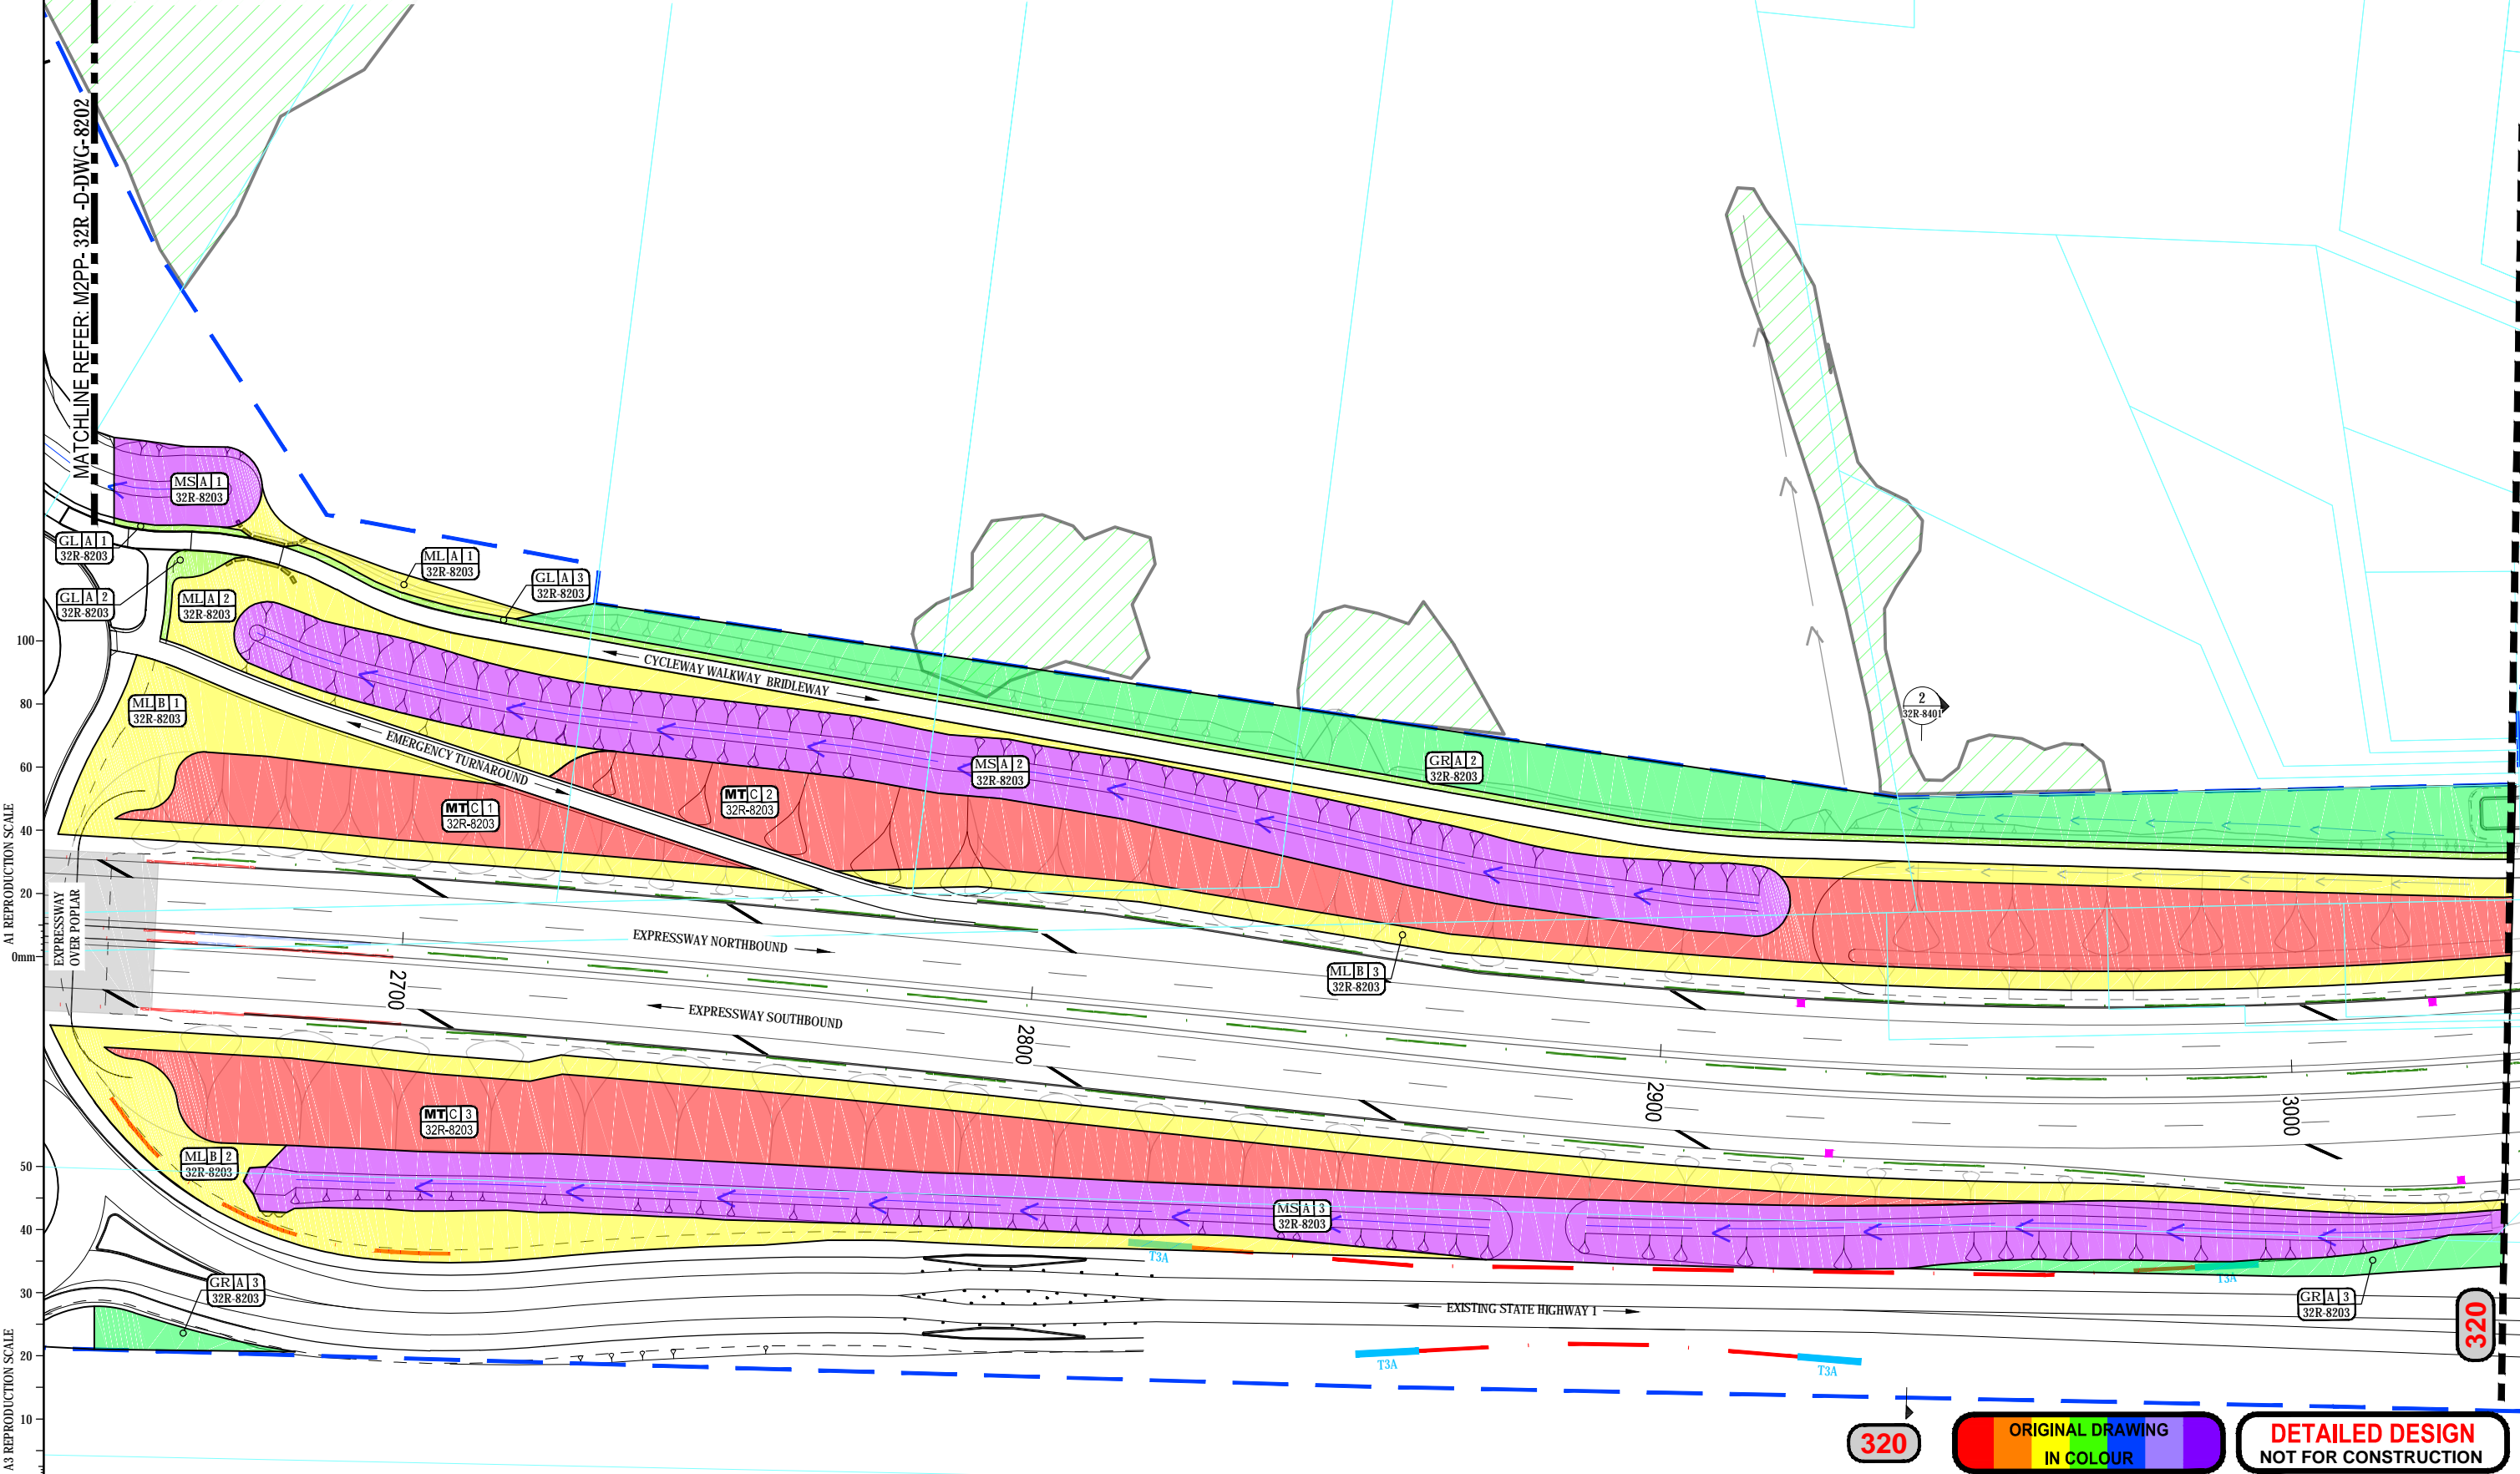 MATCHLINE REFER: M2PP- 32R -D-DWG-8202
MS A 1
32R-8203
GL A 1
32R-8203
ML A 1
32R-8203
GL A 3
32R-8203
GL A 2
32R-8203
ML A 2
32R-8203
100
CYCLEWAY WALKWAY BRIDLEWAY
80
ML B 1
32R-8203
2
32R-8401
EMERGENCY TURNAROUND
60
MS A 2
32R-8203
GR A 2
32R-8203
MT C 1
32R-8203
MT C 2
32R-8203
A1 REPRODUCTION SCALE
40
20
EXPRESSWAY
OVER POPLAR
EXPRESSWAY NORTHBOUND
0mm
ML B 3
32R-8203
2700
EXPRESSWAY SOUTHBOUND
2800
2900
3000
MT C 3
32R-8203
50
ML B 2
32R-8203
MS A 3
32R-8203
40
T3A
T3A
GR A 3
32R-8203
30
GR A 3
32R-8203
EXISTING STATE HIGHWAY 1
320
20
T3A
T3A
A3 REPRODUCTION SCALE
10
320
ORIGINAL DRAWING
IN COLOUR
DETAILED DESIGN
NOT FOR CONSTRUCTION